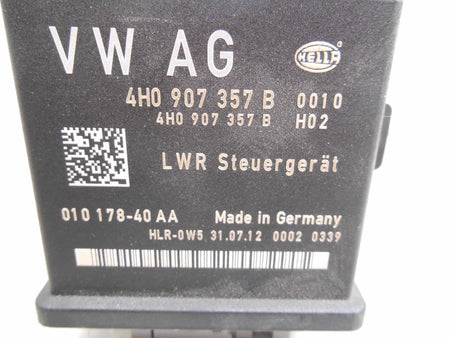 VW AG HELLA
4H0 907 357 B 0010
4H0 907 357 B H02
LWR Steuergerät
010 178-40 AA Made in Germany
HLR-0W5 31.07.12 0002 0339